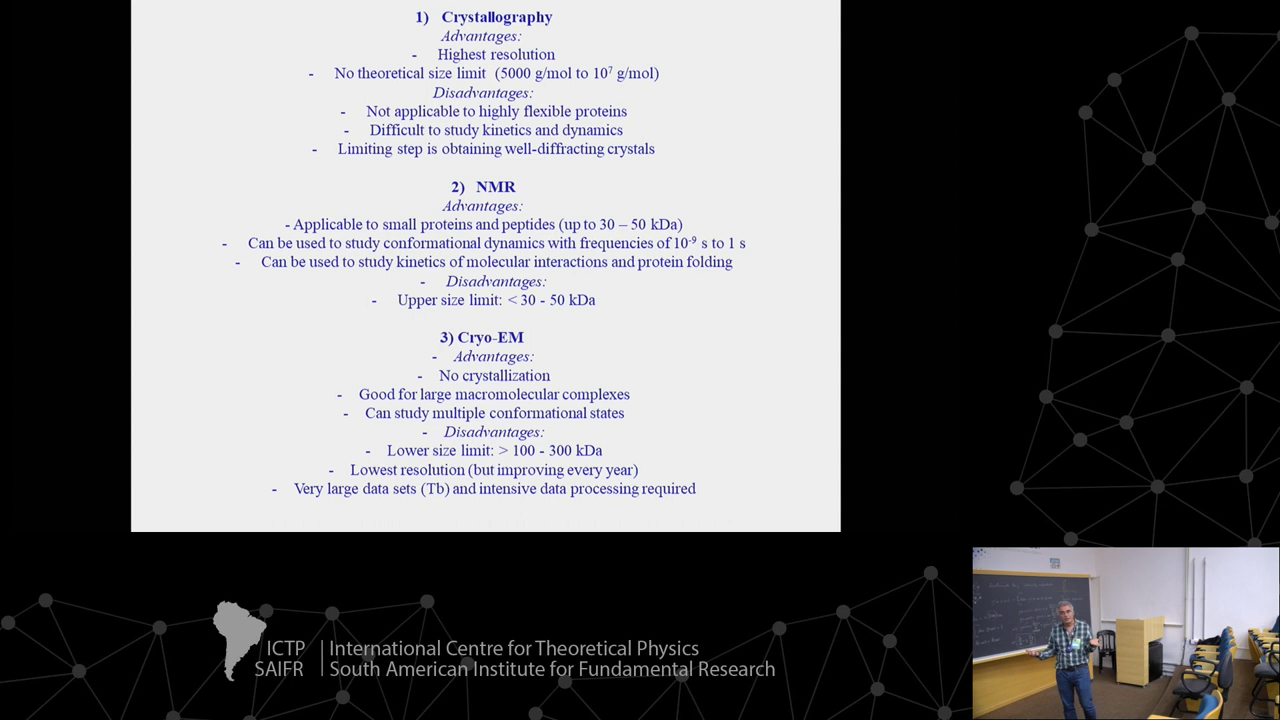 1) Crystallography
Advantages:
- Highest resolution
- No theoretical size limit (5000 g/mol to 10⁷ g/mol)
Disadvantages:
- Not applicable to highly flexible proteins
- Difficult to study kinetics and dynamics
- Limiting step is obtaining well-diffracting crystals
2) NMR
Advantages:
- Applicable to small proteins and peptides (up to 30 – 50 kDa)
- Can be used to study conformational dynamics with frequencies of 10⁻⁹ s to 1 s
- Can be used to study kinetics of molecular interactions and protein folding
- Disadvantages:
- Upper size limit: < 30 - 50 kDa
3) Cryo-EM
- Advantages:
- No crystallization
- Good for large macromolecular complexes
- Can study multiple conformational states
- Disadvantages:
- Lower size limit: > 100 - 300 kDa
- Lowest resolution (but improving every year)
- Very large data sets (Tb) and intensive data processing required
ICTP SAIFR
International Centre for Theoretical Physics
South American Institute for Fundamental Research